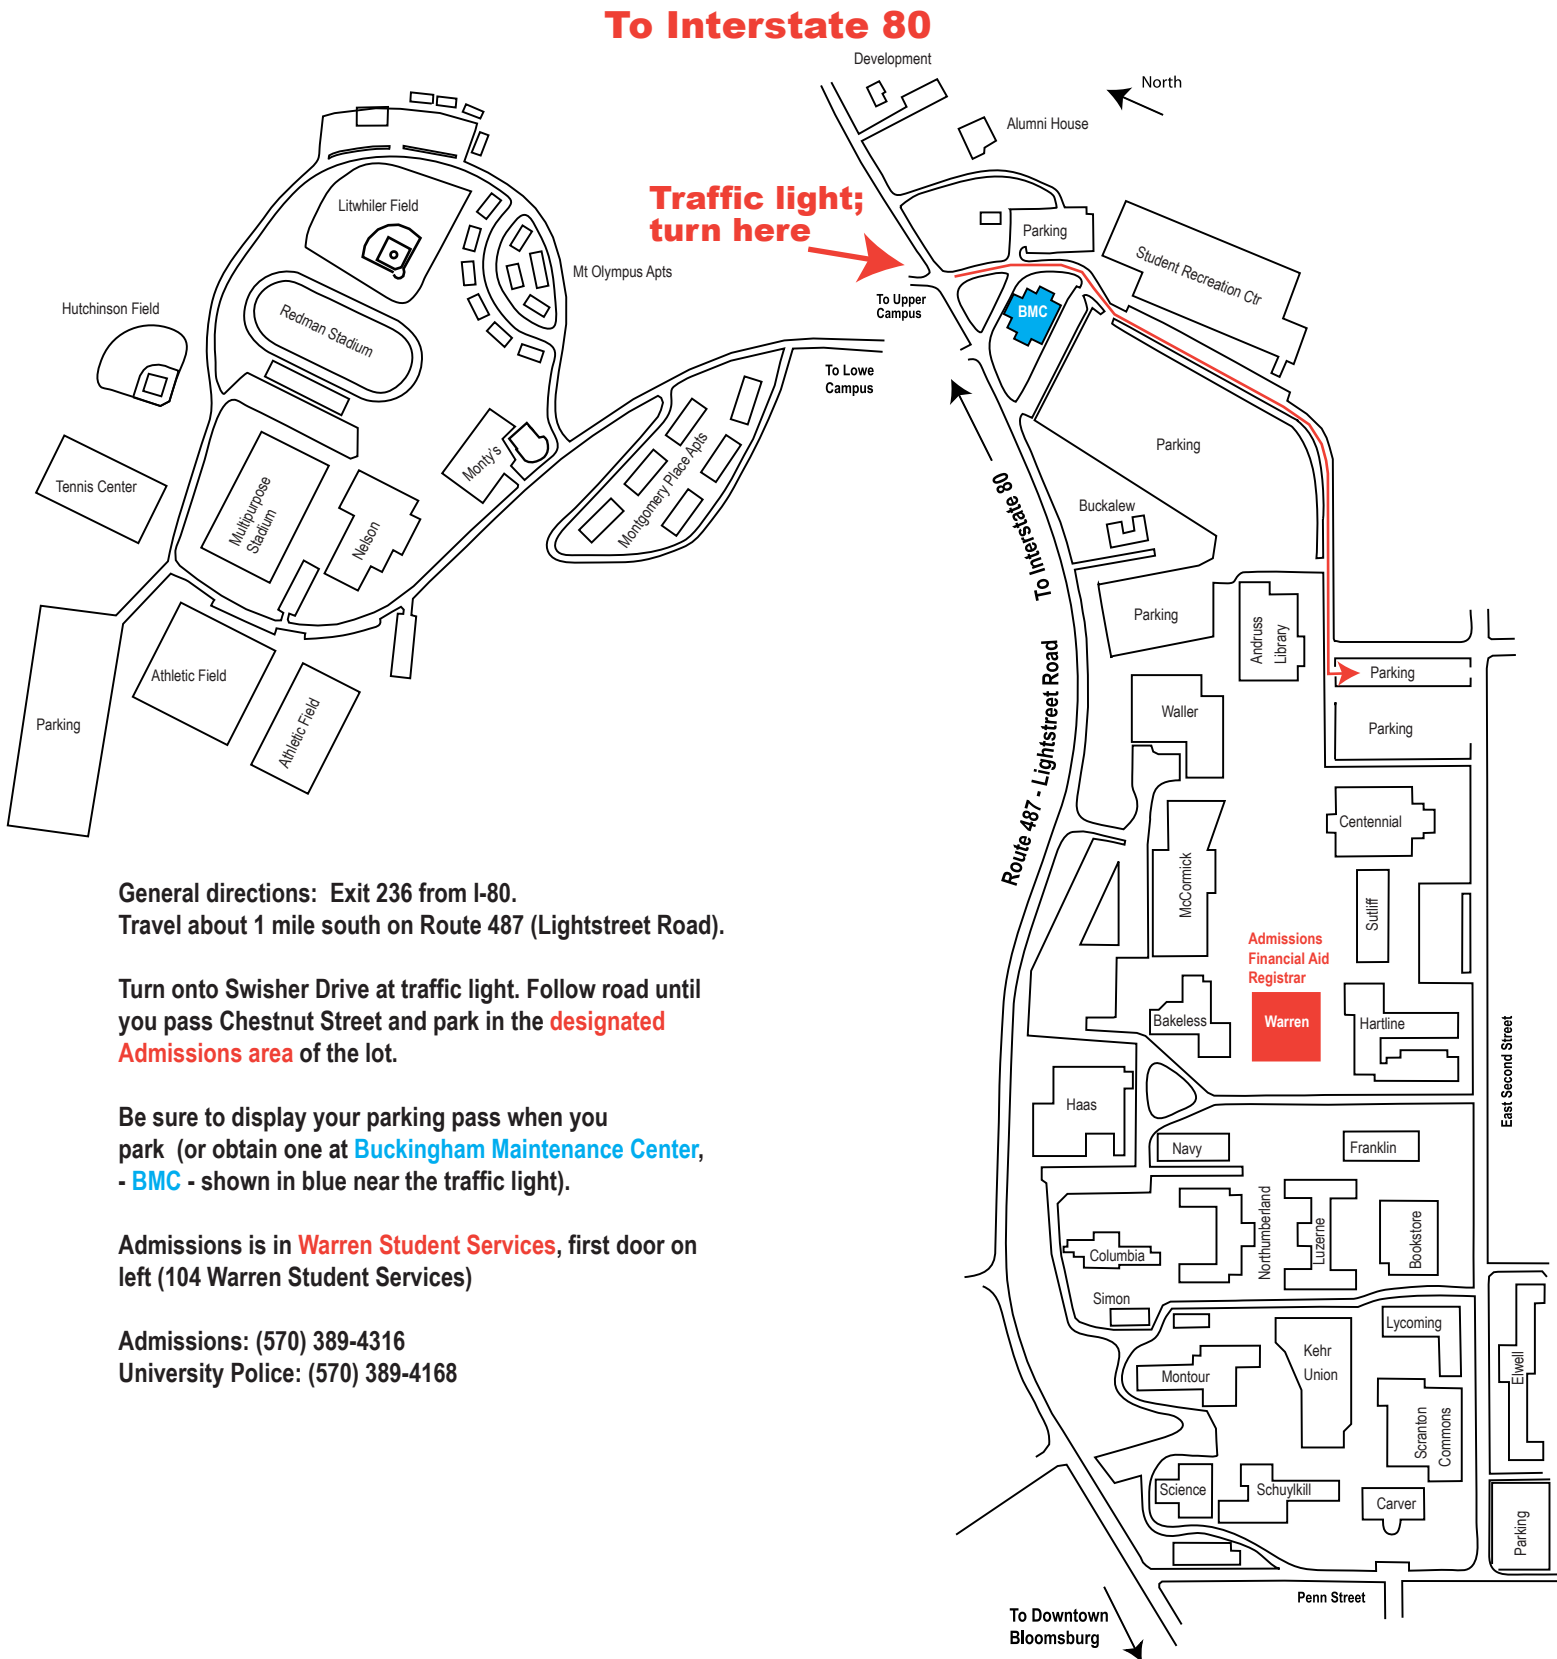 To Interstate 80
Development
North
Alumni House
Traffic light;
turn here
Litwhiler Field
Parking
Student Recreation Ctr
Mt Olympus Apts
To Upper
Campus
BMC
Hutchinson Field
Redman Stadium
To Lowe
Campus
Parking
Monty's
Montgomery Place Apts
Tennis Center
Multipurpose
Stadium
Nelson
To Interstate 80
Buckalew
Parking
Andruss
Library
Athletic Field
Athletic Field
Parking
Parking
Parking
Waller
Route 487 - Lightstreet Road
Centennial
McCormick
Sutliff
General directions:  Exit 236 from I-80.
Travel about 1 mile south on Route 487 (Lightstreet Road).
Turn onto Swisher Drive at traffic light. Follow road until
you pass Chestnut Street and park in the designated
Admissions area of the lot.
Be sure to display your parking pass when you
park  (or obtain one at Buckingham Maintenance Center,
- BMC - shown in blue near the traffic light).
Admissions is in Warren Student Services, first door on
left (104 Warren Student Services)
Admissions: (570) 389-4316
University Police: (570) 389-4168
Admissions
Financial Aid
Registrar
Bakeless
Warren
Hartline
East Second Street
Haas
Navy
Franklin
Columbia
Northumberland
Luzerne
Bookstore
Simon
Lycoming
Montour
Kehr
Union
Elwell
Scranton
Commons
Science
Schuylkill
Carver
Parking
Penn Street
To Downtown
Bloomsburg